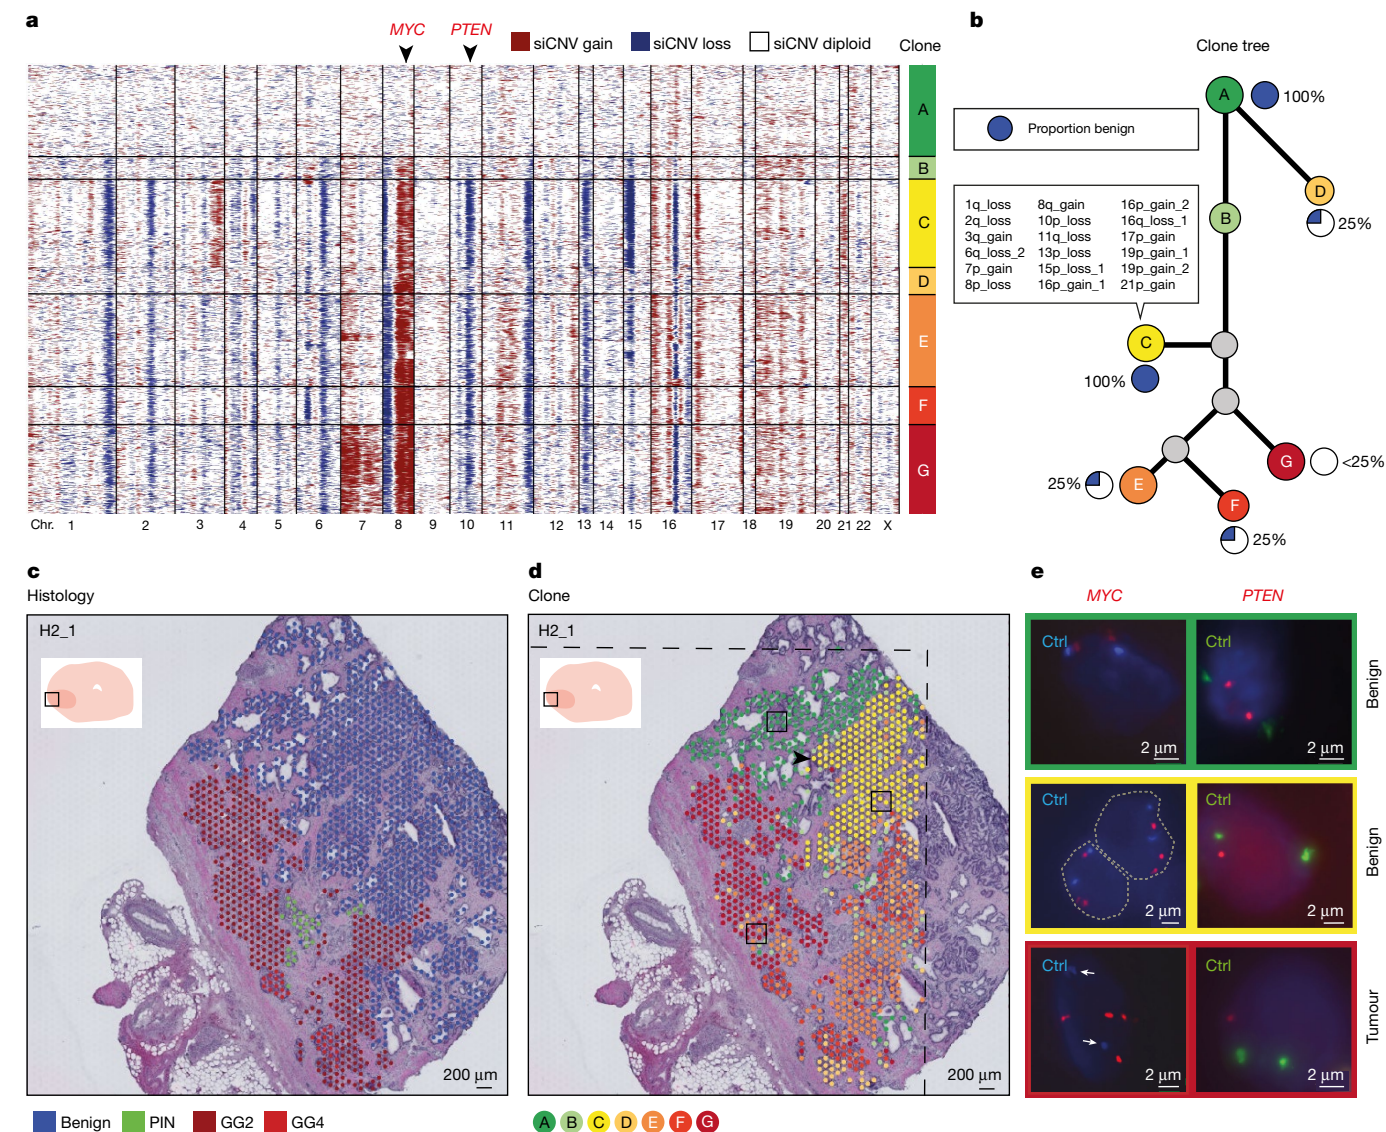 a
MYC PTEN
siCNV gain siCNV loss siCNV diploid
Clone
A
B
C
D
E
F
G
Chr. 1 2 3 4 5 6 7 8 9 10 11 12 13 14 15 16 17 18 19 20 21 22 X
b
Clone tree
A 100%
Proportion benign
D
25%
B
1q_loss 8q_gain 16p_gain_2
2q_loss 10p_loss 16q_loss_1
3q_gain 11q_loss 17p_gain
6q_loss_2 13p_loss 19p_gain_1
7p_gain 15p_loss_1 19p_gain_2
8p_loss 16p_gain_1 21p_gain
C
100%
G <25%
25% E
F
25%
c
Histology
H2_1
200 μm
Benign PIN GG2 GG4
d
Clone
H2_1
200 μm
A B C D E F G
e
MYC PTEN
Ctrl Ctrl
2 μm 2 μm
Benign
Ctrl Ctrl
2 μm 2 μm
Benign
Ctrl Ctrl
2 μm 2 μm
Tumour